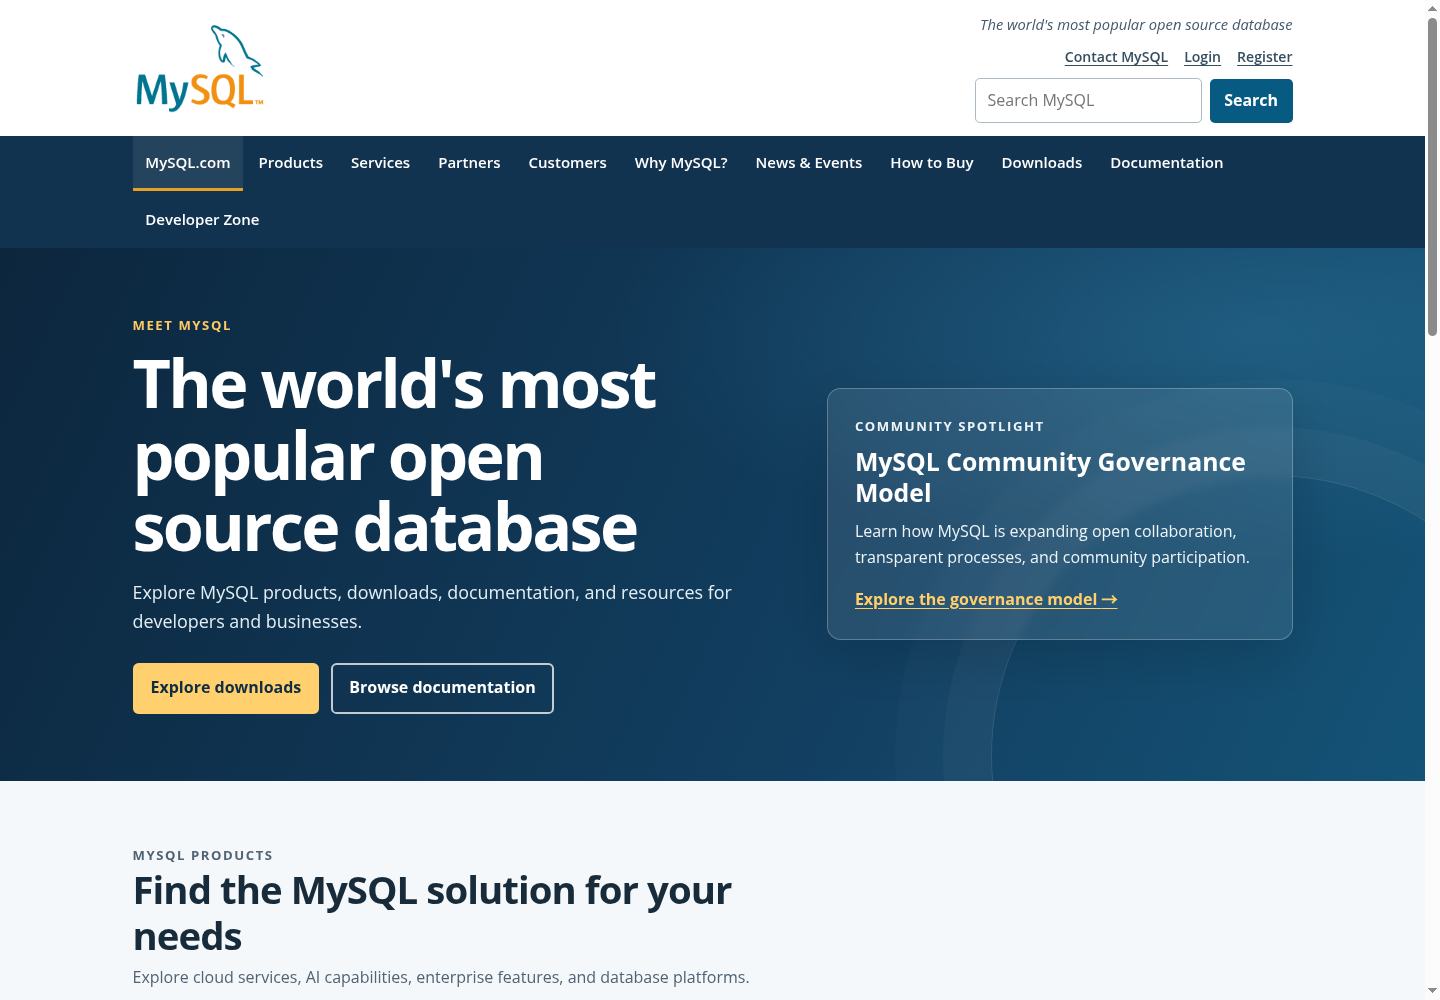 MySQL™
The world's most popular open source database
Contact MySQL Login Register
Search MySQL
Search
MySQL.com Products Services Partners Customers Why MySQL? News & Events How to Buy Downloads Documentation
Developer Zone
MEET MYSQL
The world's most
popular open
source database
Explore MySQL products, downloads, documentation, and resources for
developers and businesses.
Explore downloads
Browse documentation
COMMUNITY SPOTLIGHT
MySQL Community Governance
Model
Learn how MySQL is expanding open collaboration,
transparent processes, and community participation.
Explore the governance model →
MYSQL PRODUCTS
Find the MySQL solution for your
needs
Explore cloud services, AI capabilities, enterprise features, and database platforms.